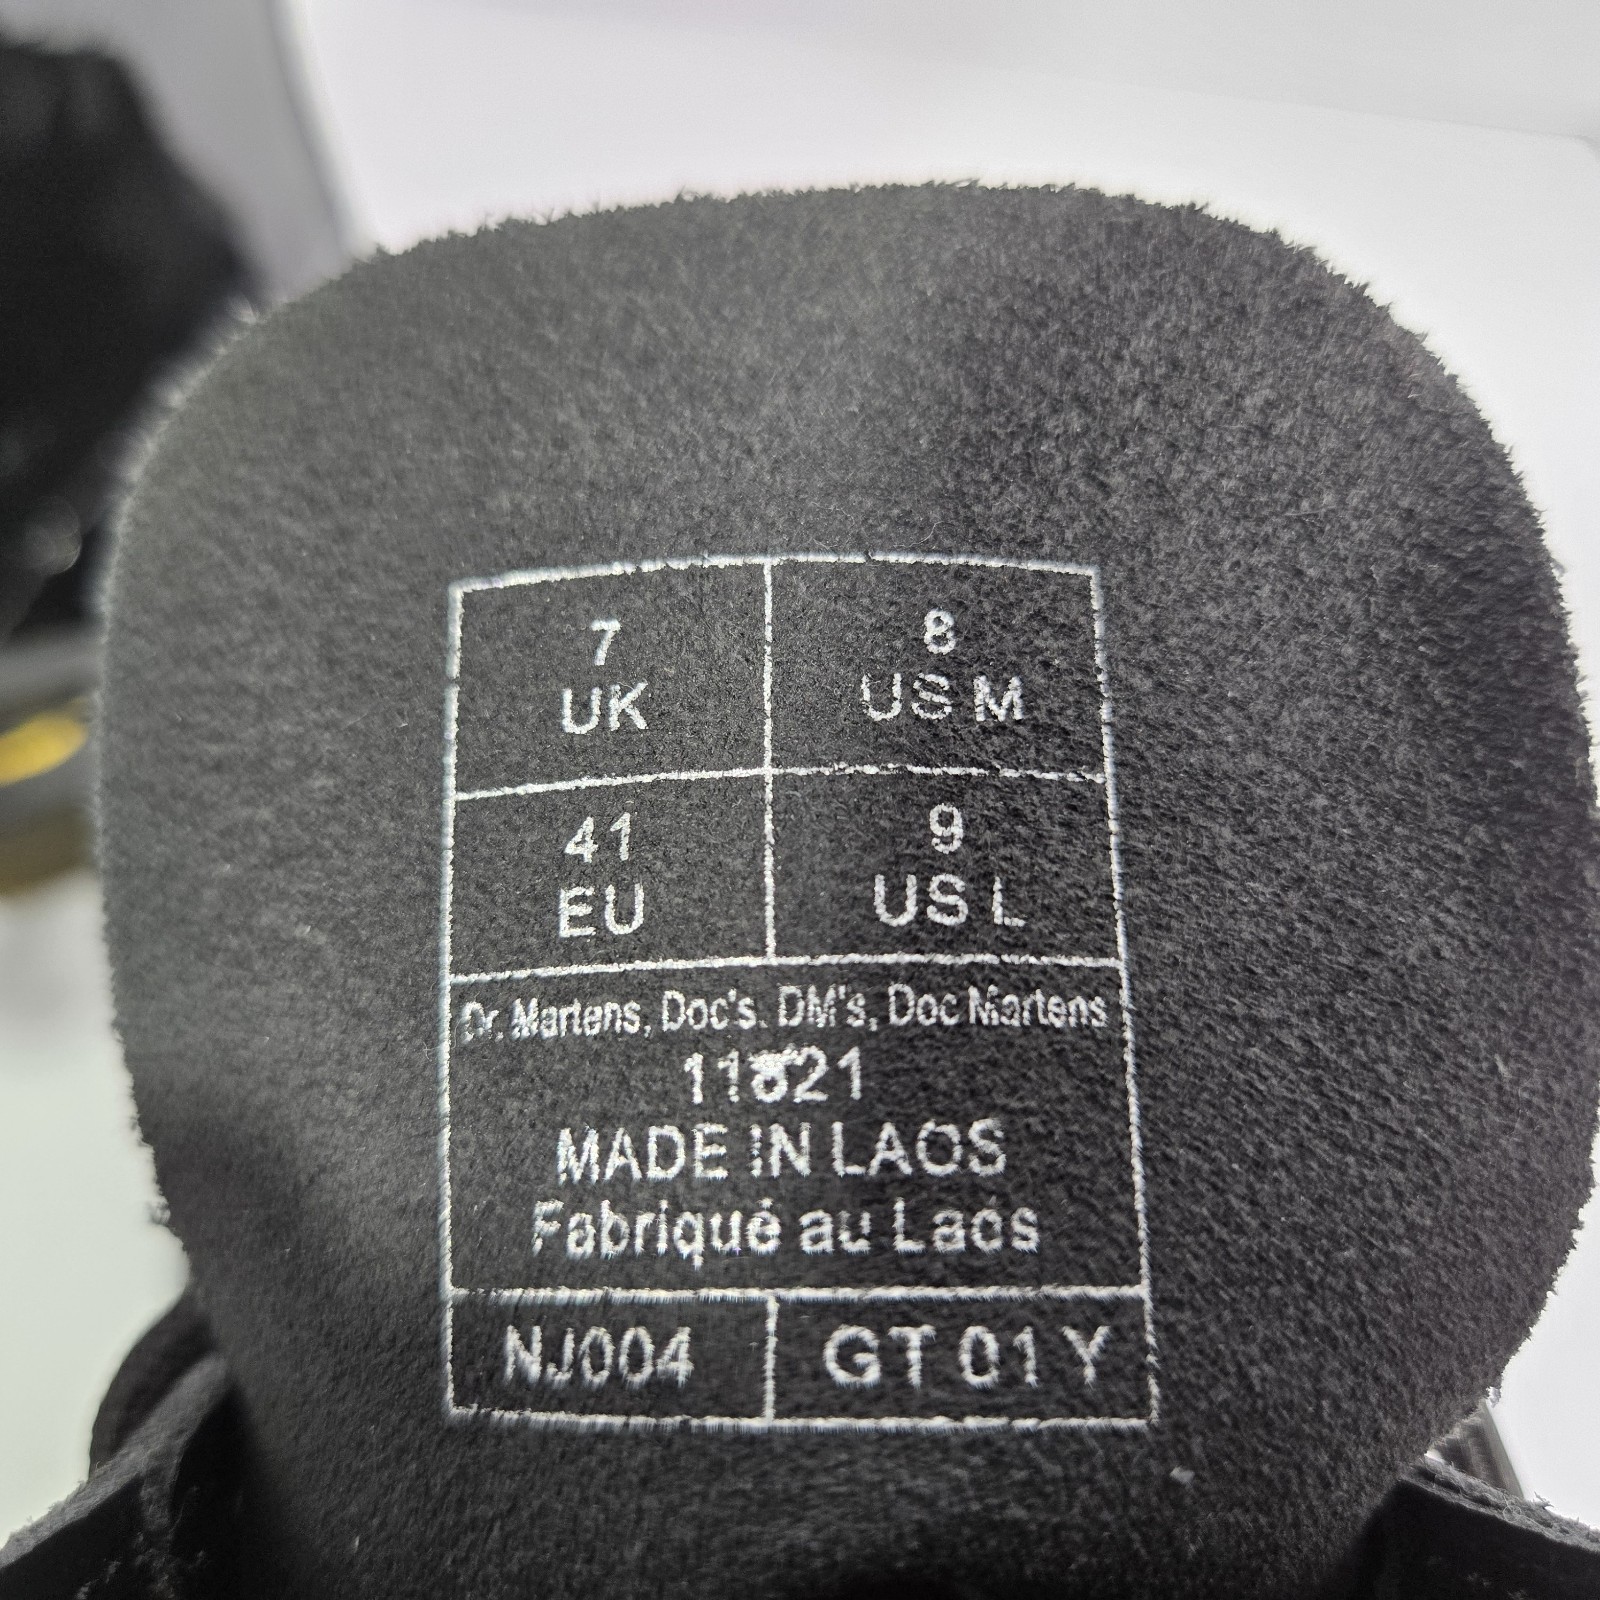 7
UK
8
US M
41
EU
9
US L
Dr. Martens, Doc's. DM's, Doc Martens
MADE IN LAOS
Fabriqué au Laos
NJ004
GT 01 Y